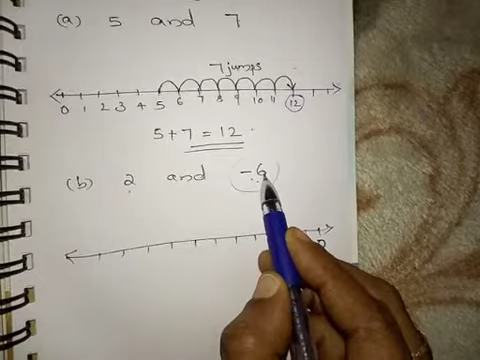 (a) 5 and 7
7 jumps
0 1 2 3 4 5 6 7 8 9 10 11 12
5+7 = 12
(b) 2 and -6